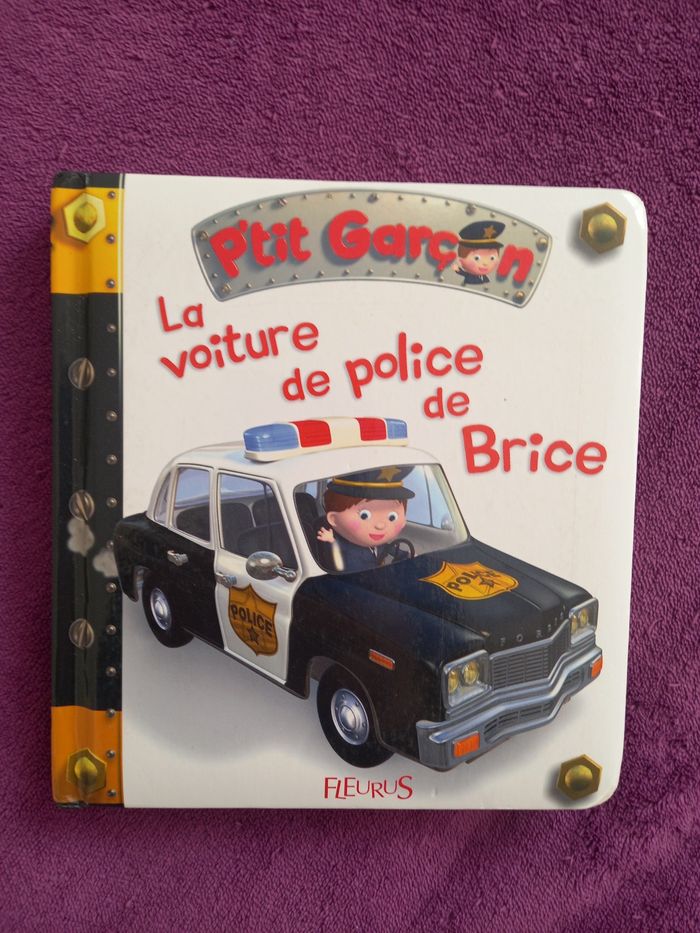 P'tit Garçon
La
voiture
de police
de
Brice
POLICE
POLICE
FLEURUS